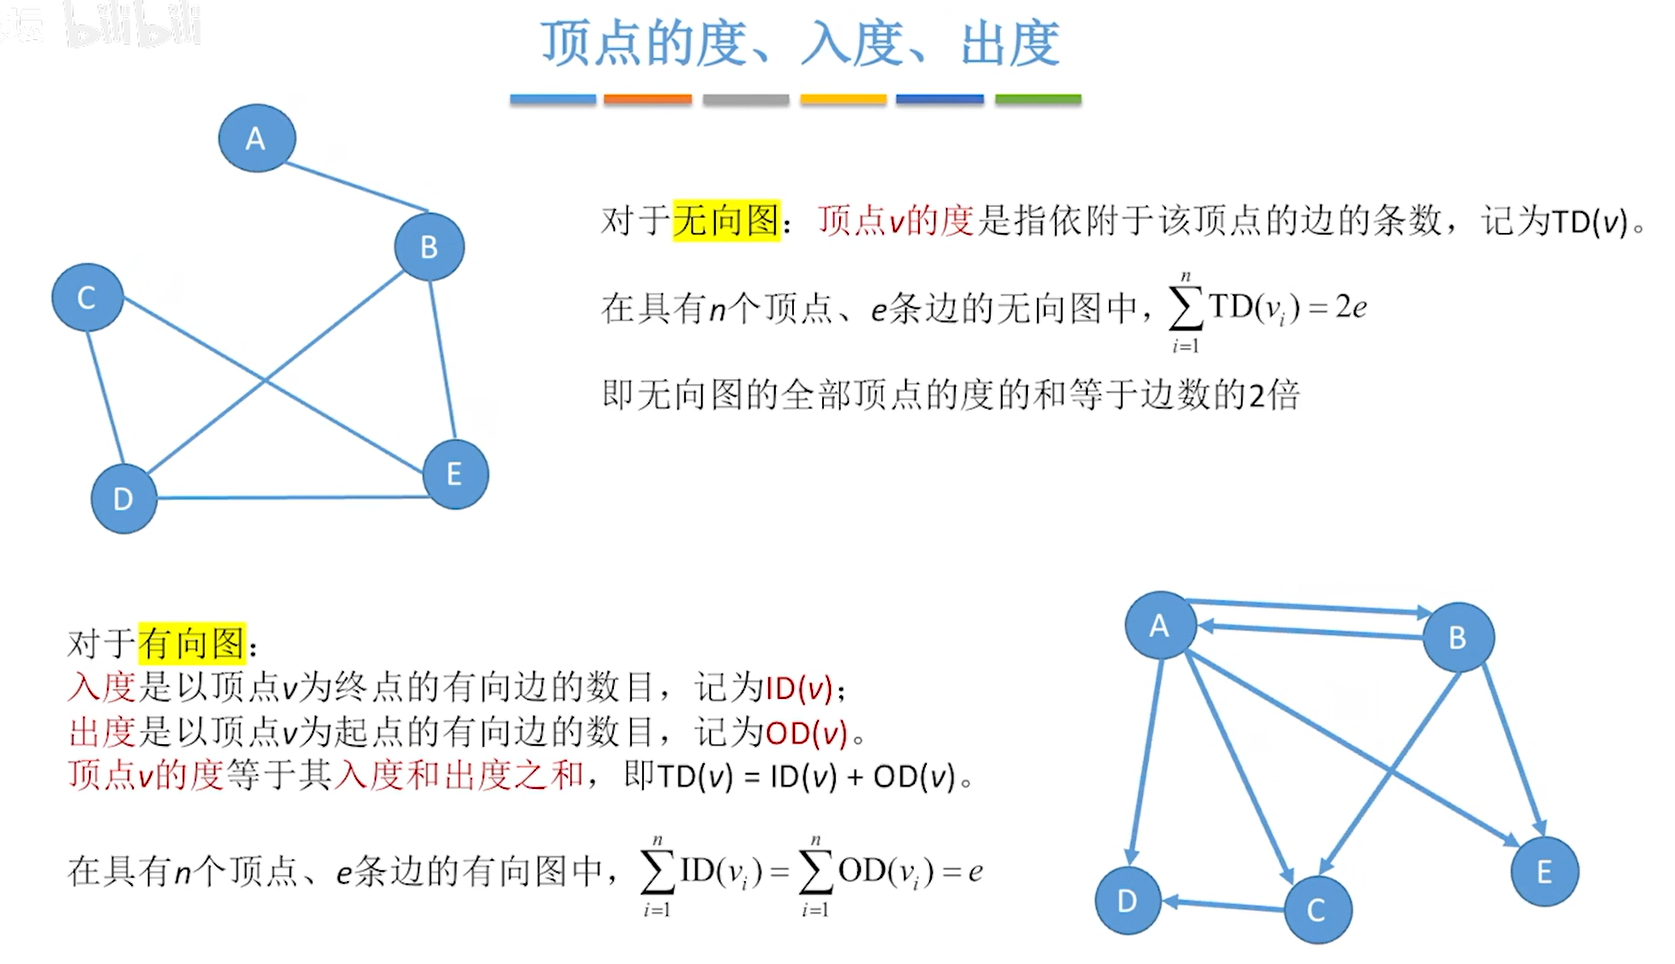 坛 bilibili
顶点的度、入度、出度
A
B
C
D
E
对于无向图：顶点v的度是指依附于该顶点的边的条数，记为TD(v)。
在具有n个顶点、e条边的无向图中，∑_{i=1}^{n} TD(v_i) = 2e
即无向图的全部顶点的度的和等于边数的2倍
对于有向图：
入度是以顶点v为终点的有向边的数目，记为ID(v)；
出度是以顶点v为起点的有向边的数目，记为OD(v)。
顶点v的度等于其入度和出度之和，即TD(v) = ID(v) + OD(v)。
在具有n个顶点、e条边的有向图中，∑_{i=1}^{n} ID(v_i) = ∑_{i=1}^{n} OD(v_i) = e
A
B
E
D
C